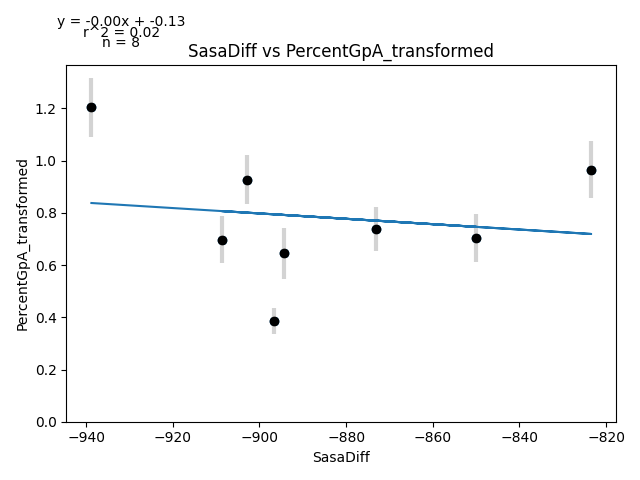 y = -0.00x + -0.13
r^2 = 0.02
n = 8
SasaDiff vs PercentGpA_transformed
PercentGpA_transformed
1.2
1.0
0.8
0.6
0.4
0.2
0.0
−940
−920
−900
−880
−860
−840
−820
SasaDiff